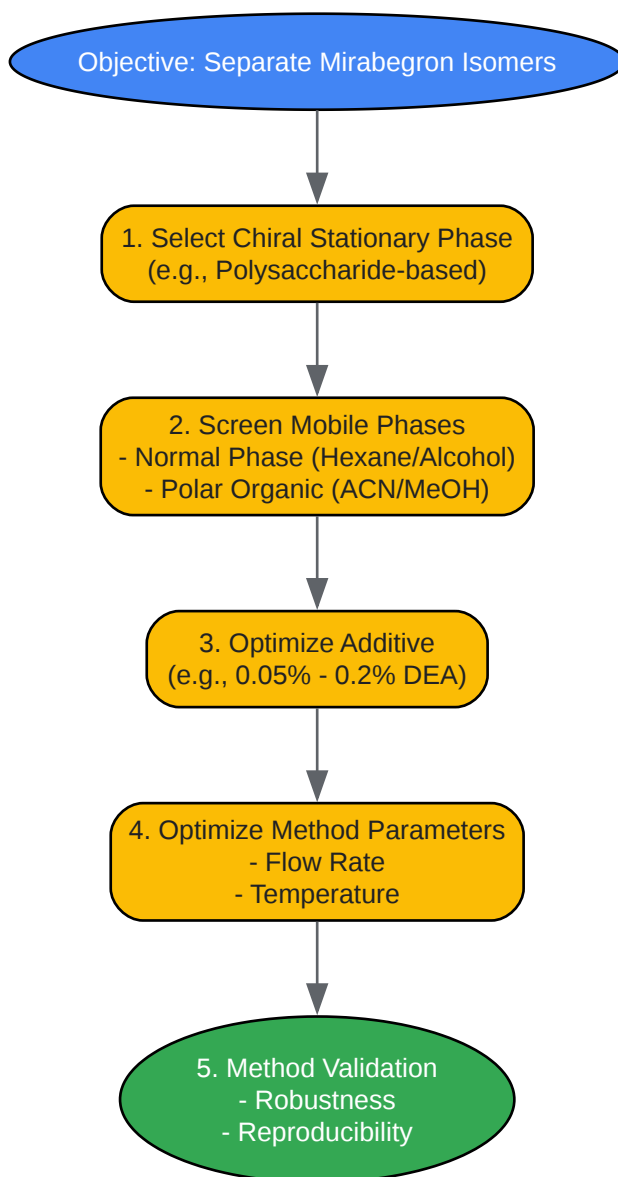 Objective: Separate Mirabegron Isomers
1. Select Chiral Stationary Phase
(e.g., Polysaccharide-based)
2. Screen Mobile Phases
- Normal Phase (Hexane/Alcohol)
- Polar Organic (ACN/MeOH)
3. Optimize Additive
(e.g., 0.05% - 0.2% DEA)
4. Optimize Method Parameters
- Flow Rate
- Temperature
5. Method Validation
- Robustness
- Reproducibility